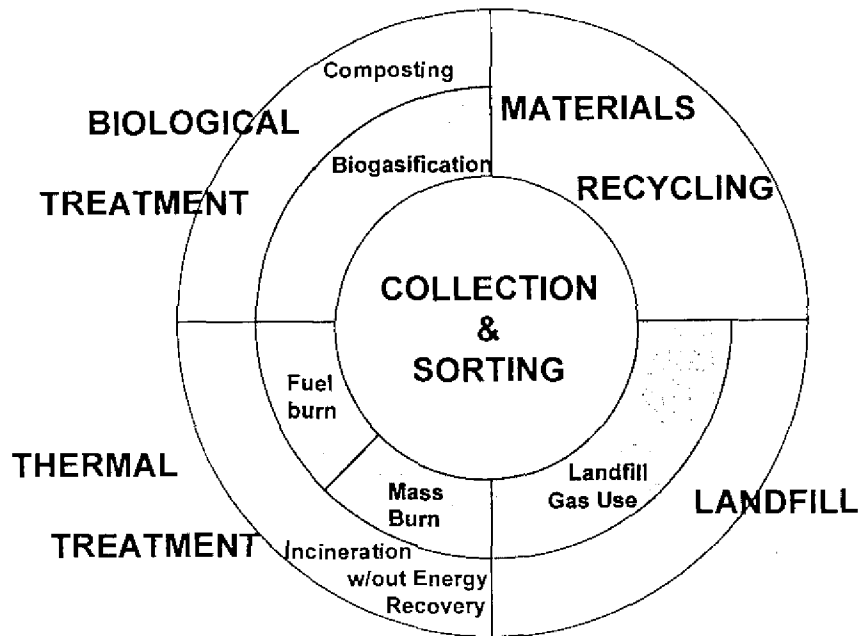 Composting
BIOLOGICAL
TREATMENT
Biogasification
MATERIALS
RECYCLING
COLLECTION
&
SORTING
Fuel
burn
THERMAL
TREATMENT
Mass
Burn
Incineration
w/out Energy
Recovery
Landfill
Gas Use
LANDFILL